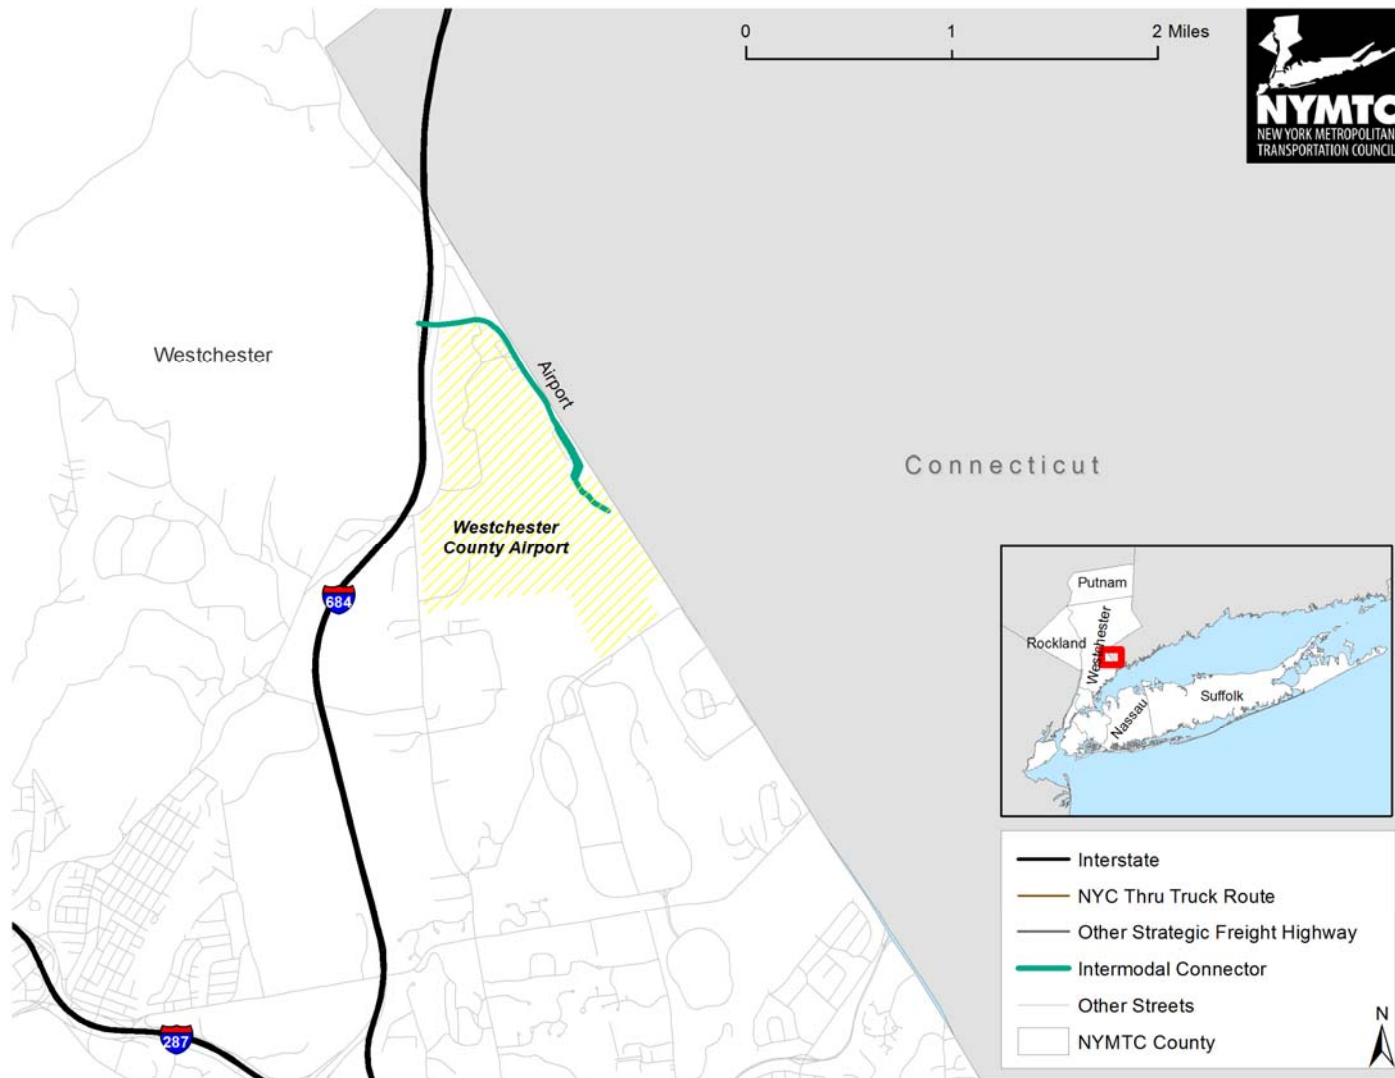 0 1 2 Miles
NYMTC
NEW YORK METROPOLITAN
TRANSPORTATION COUNCIL
Westchester
Airport
Connecticut
Westchester
County Airport
684
287
Putnam
Rockland
Westchester
Nassau
Suffolk
Interstate
NYC Thru Truck Route
Other Strategic Freight Highway
Intermodal Connector
Other Streets
NYMTC County
N